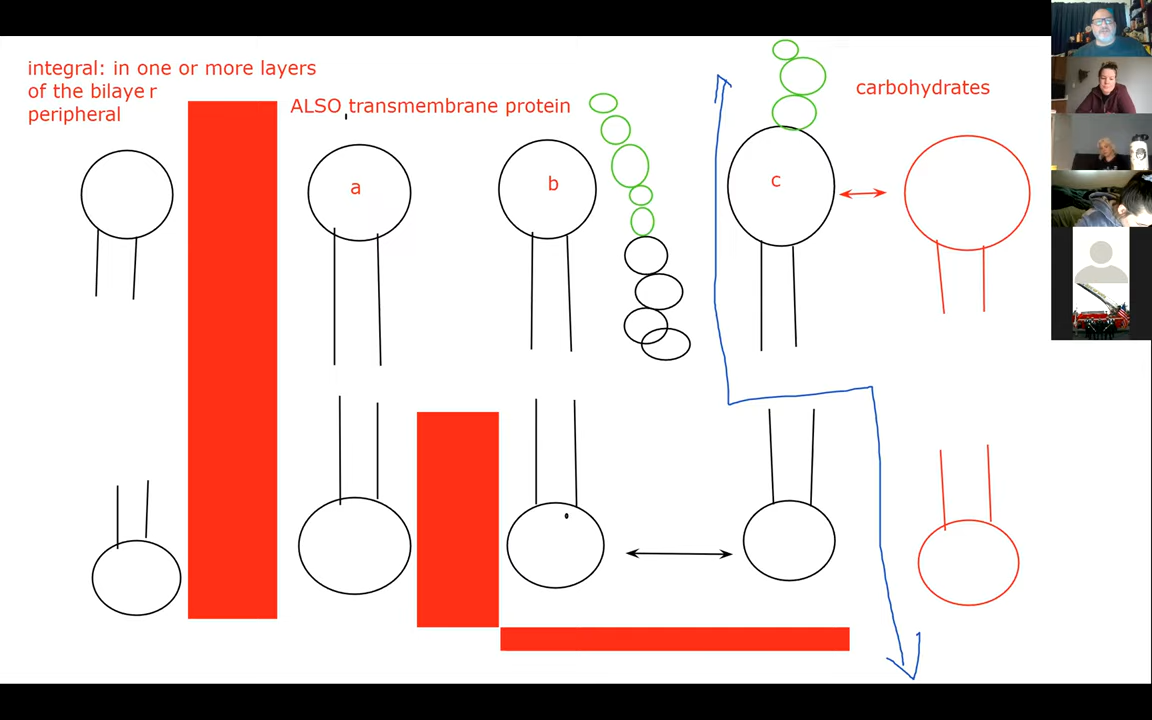 integral: in one or more layers
of the bilaye r
peripheral
ALSO transmembrane protein
carbohydrates
a
b
c